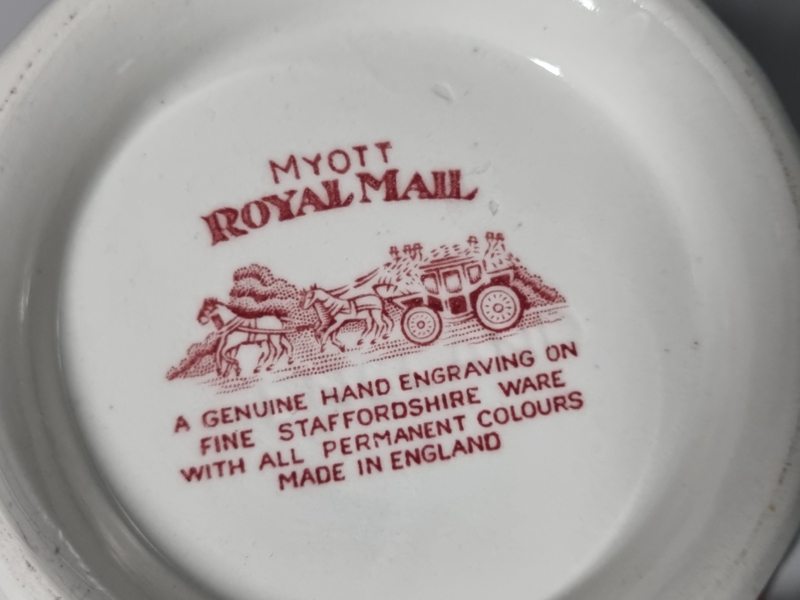 MYOTT
ROYAL MAIL
A GENUINE HAND ENGRAVING ON
FINE STAFFORDSHIRE WARE
WITH ALL PERMANENT COLOURS
MADE IN ENGLAND